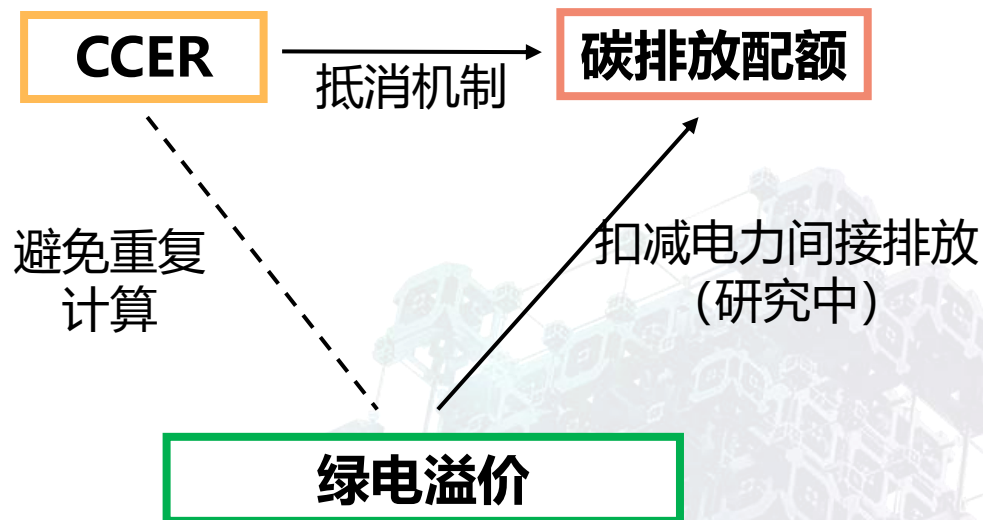 CCER
碳排放配额
抵消机制
避免重复
计算
扣减电力间接排放
（研究中）
绿电溢价